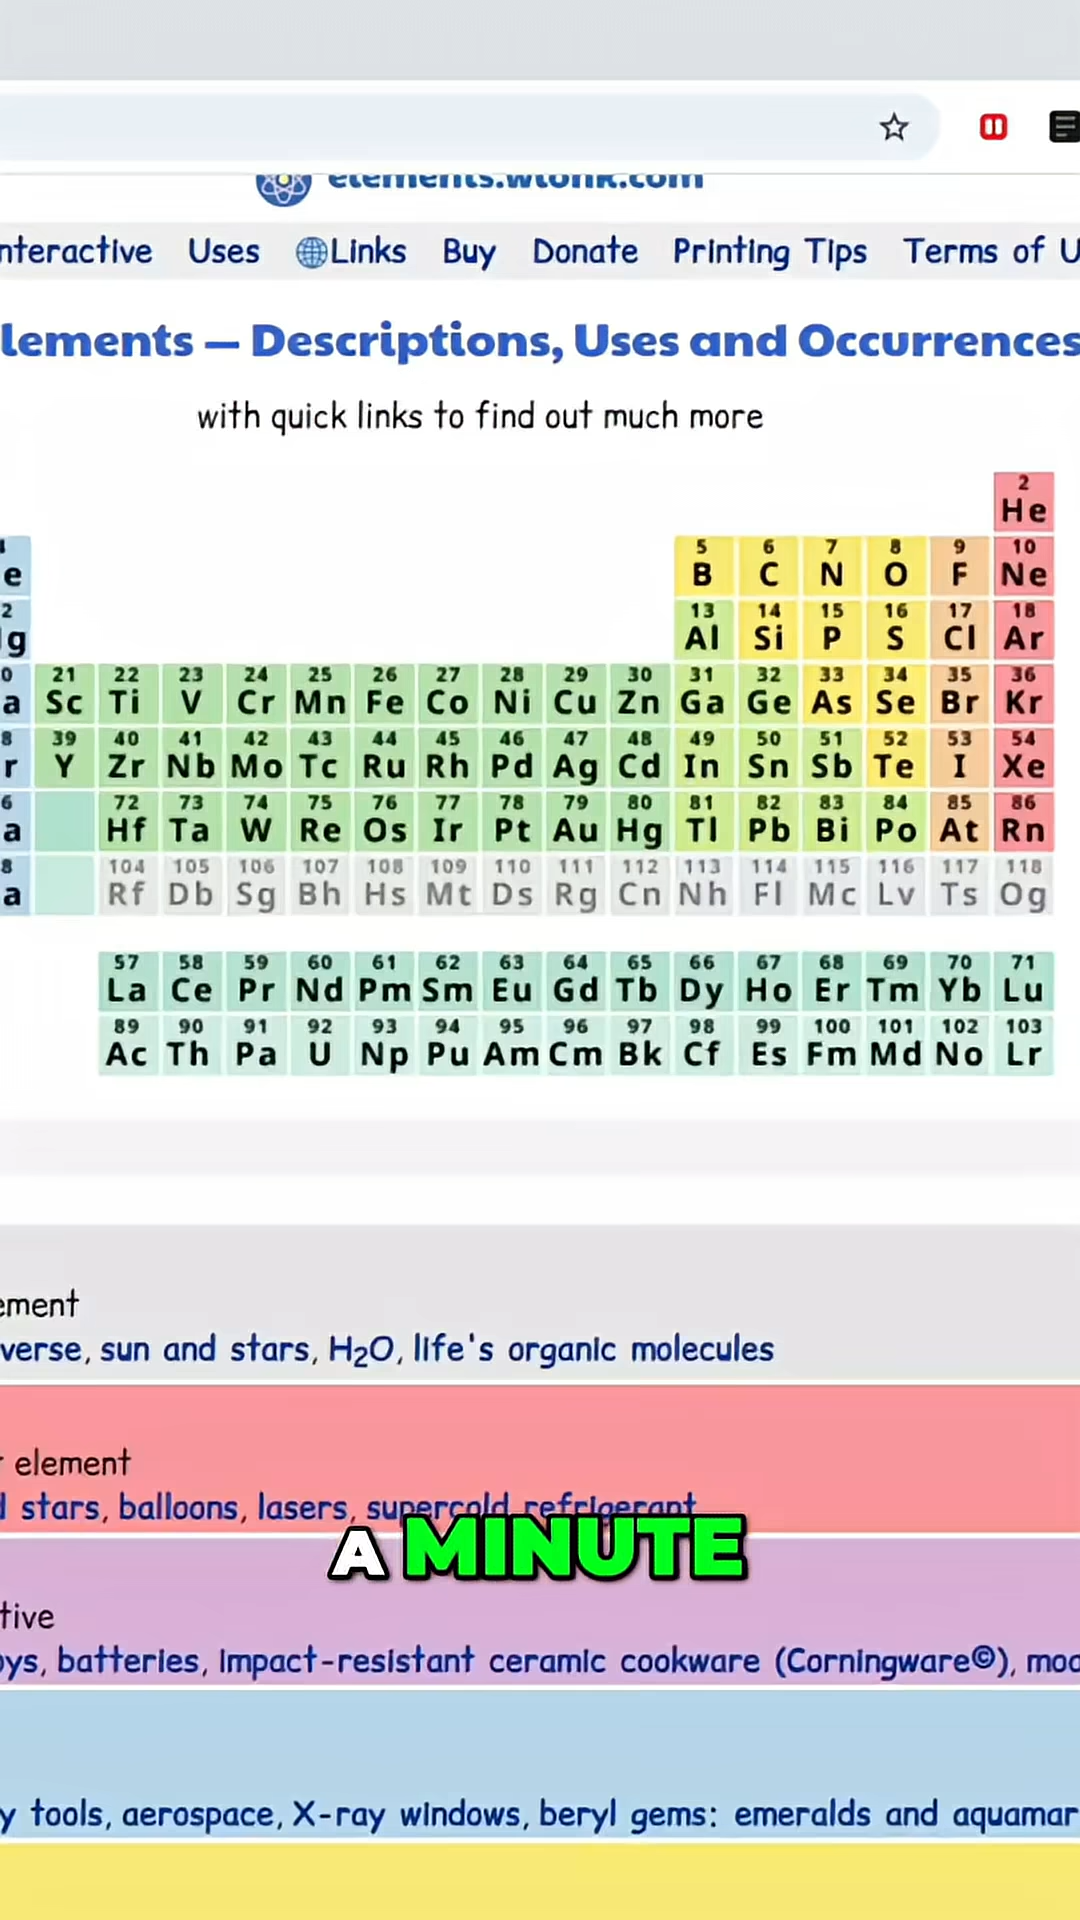 elements.wlonk.com
nteractive Uses Links Buy Donate Printing Tips Terms of U
lements — Descriptions, Uses and Occurrences
with quick links to find out much more
2
He
5 6 7 8 9 10
e B C N O F Ne
2 13 14 15 16 17 18
g Al Si P S Cl Ar
0 21 22 23 24 25 26 27 28 29 30 31 32 33 34 35 36
a Sc Ti V Cr Mn Fe Co Ni Cu Zn Ga Ge As Se Br Kr
8 39 40 41 42 43 44 45 46 47 48 49 50 51 52 53 54
r Y Zr Nb Mo Tc Ru Rh Pd Ag Cd In Sn Sb Te I Xe
6 72 73 74 75 76 77 78 79 80 81 82 83 84 85 86
a Hf Ta W Re Os Ir Pt Au Hg Tl Pb Bi Po At Rn
8 104 105 106 107 108 109 110 111 112 113 114 115 116 117 118
a Rf Db Sg Bh Hs Mt Ds Rg Cn Nh Fl Mc Lv Ts Og
57 58 59 60 61 62 63 64 65 66 67 68 69 70 71
La Ce Pr Nd Pm Sm Eu Gd Tb Dy Ho Er Tm Yb Lu
89 90 91 92 93 94 95 96 97 98 99 100 101 102 103
Ac Th Pa U Np Pu Am Cm Bk Cf Es Fm Md No Lr
ement
verse, sun and stars, H₂O, life's organic molecules
element
d stars, balloons, lasers, supercold refrigerant
A MINUTE
tive
oys, batteries, impact-resistant ceramic cookware (Corningware©), mod
y tools, aerospace, X-ray windows, beryl gems: emeralds and aquamar